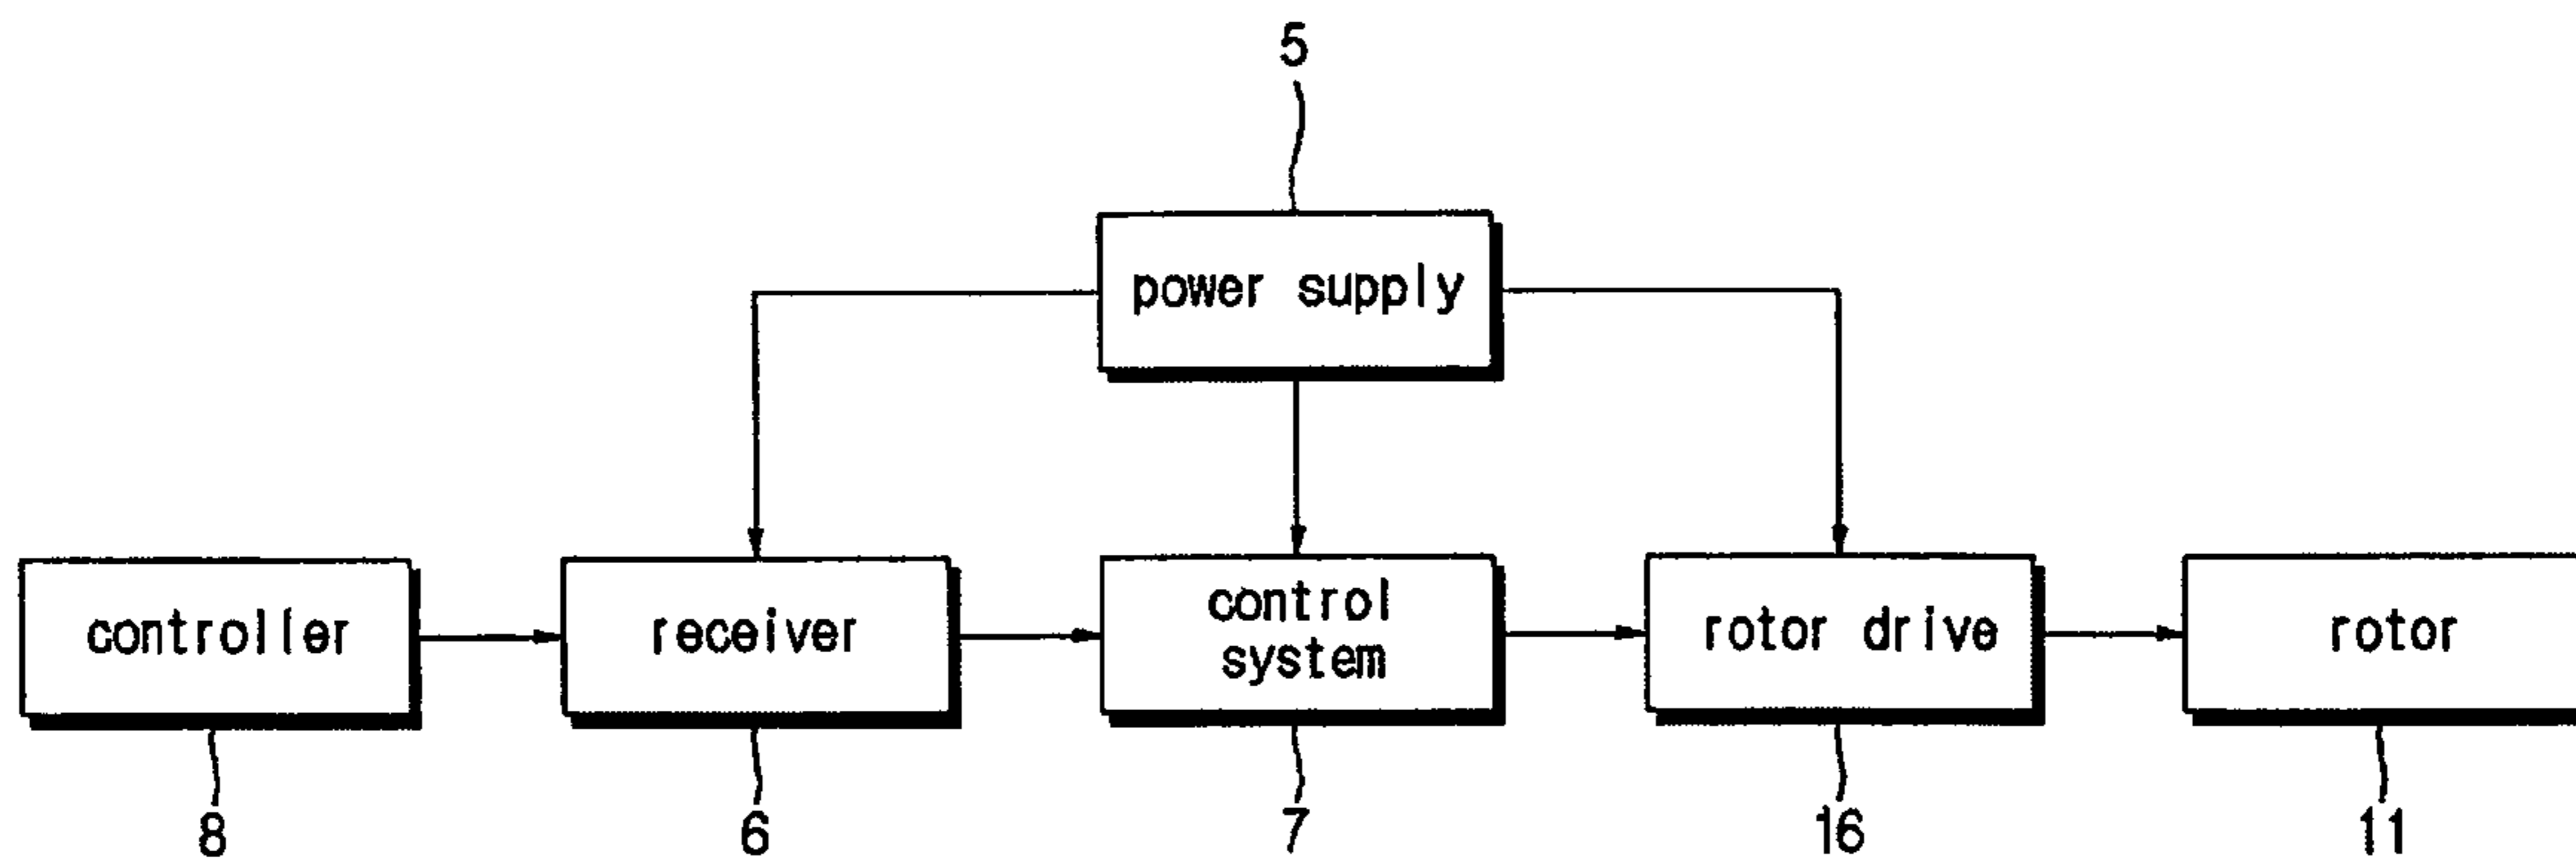 5
power supply
controller
receiver
control
system
rotor drive
rotor
8
6
7
16
11